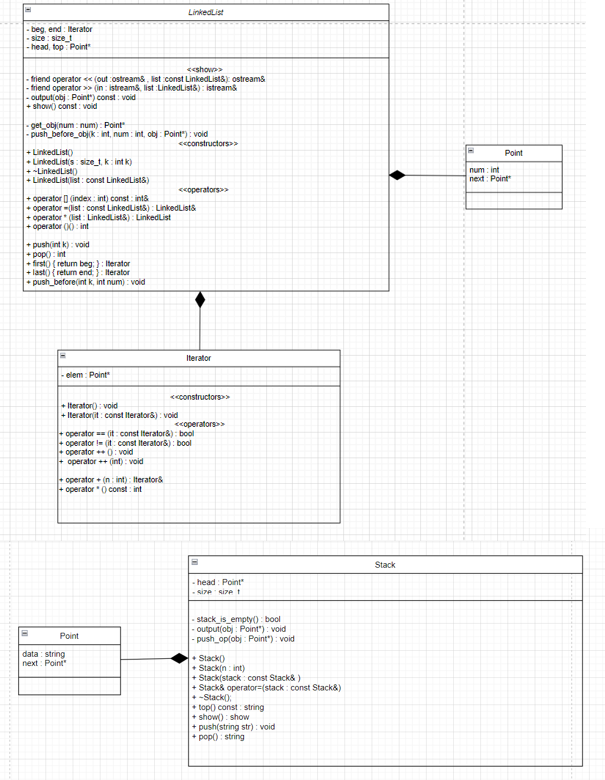 LinkedList
- beg, end : Iterator
- size : size_t
- head, top : Point*
<<show>>
- friend operator << (out :ostream& , list :const LinkedList&): ostream&
- friend operator >> (in : istream&, list :LinkedList&) : istream&
- output(obj : Point*) const : void
+ show() const : void
- get_obj(num : num) : Point*
- push_before_obj(k : int, num : int, obj : Point*) : void
<<constructors>>
+ LinkedList()
+ LinkedList(s : size_t, k : int k)
+ ~LinkedList()
+ LinkedList(list : const LinkedList&)
<<operators>>
+ operator [] (index : int) const : int&
+ operator =(list : const LinkedList&) : LinkedList&
+ operator * (list : LinkedList&) : LinkedList
+ operator ()() : int
+ push(int k) : void
+ pop() : int
+ first() { return beg; } : Iterator
+ last() { return end; } : Iterator
+ push_before(int k, int num) : void
Point
num : int
next : Point*
Iterator
- elem : Point*
<<constructors>>
+ Iterator() : void
+ Iterator(it : const Iterator&) : void
<<operators>>
+ operator == (it : const Iterator&) : bool
+ operator != (it : const Iterator&) : bool
+ operator ++ () : void
+ operator ++ (int) : void
+ operator + (n : int) : Iterator&
+ operator * () const : int
Stack
- head : Point*
- size : size_t
- stack_is_empty() : bool
- output(obj : Point*) : void
- push_op(obj : Point*) : void
+ Stack()
+ Stack(n : int)
+ Stack(stack : const Stack& )
+ Stack& operator=(stack : const Stack&)
+ ~Stack();
+ top() const : string
+ show() : show
+ push(string str) : void
+ pop() : string
Point
data : string
next : Point*